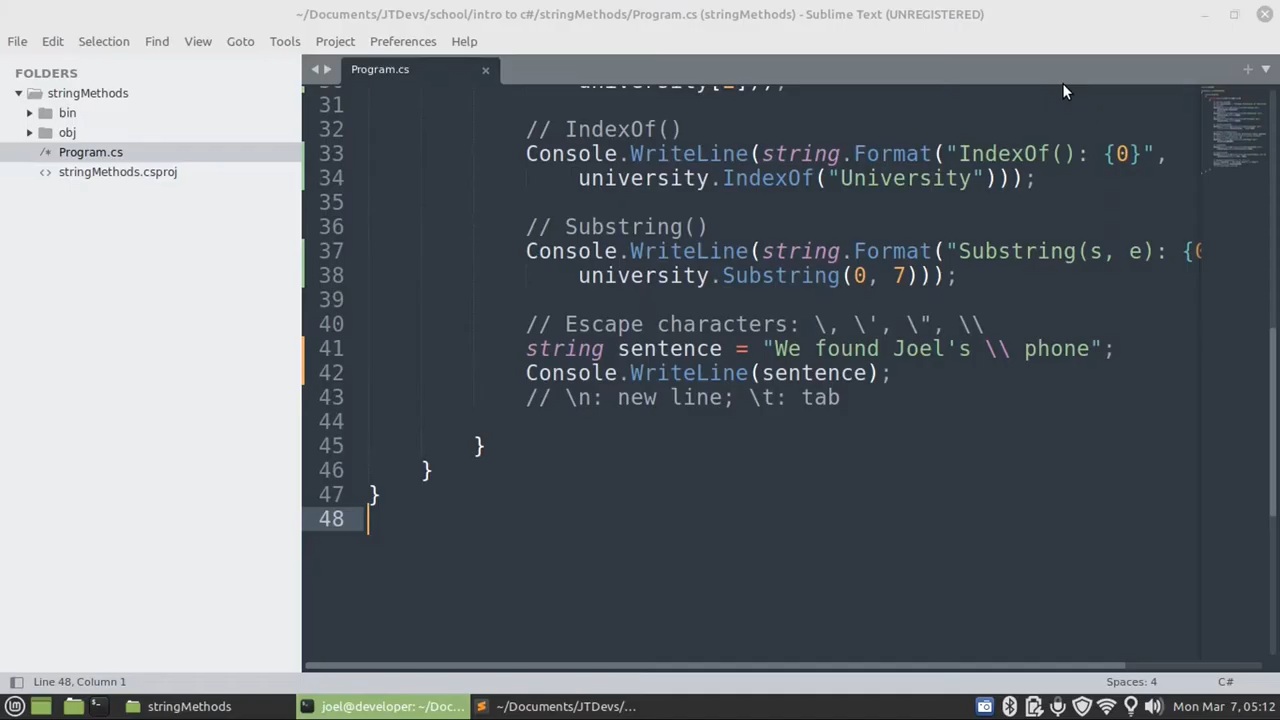 ~/Documents/JTDevs/school/intro to c#/stringMethods/Program.cs (stringMethods) - Sublime Text (UNREGISTERED)
File Edit Selection Find View Goto Tools Project Preferences Help
FOLDERS
stringMethods
bin
obj
/* Program.cs
<> stringMethods.csproj
Program.cs
31
32 // IndexOf()
33 Console.WriteLine(string.Format("IndexOf(): {0}",
34 university.IndexOf("University")));
35
36 // Substring()
37 Console.WriteLine(string.Format("Substring(s, e): {0
38 university.Substring(0, 7)));
39
40 // Escape characters: \, \', \", \\
41 string sentence = "We found Joel's \\ phone";
42 Console.WriteLine(sentence);
43 // \n: new line; \t: tab
44
45 }
46 }
47 }
48
Line 48, Column 1 Spaces: 4 C#
stringMethods joel@developer: ~/Doc... ~/Documents/JTDevs/... Mon Mar 7, 05:12